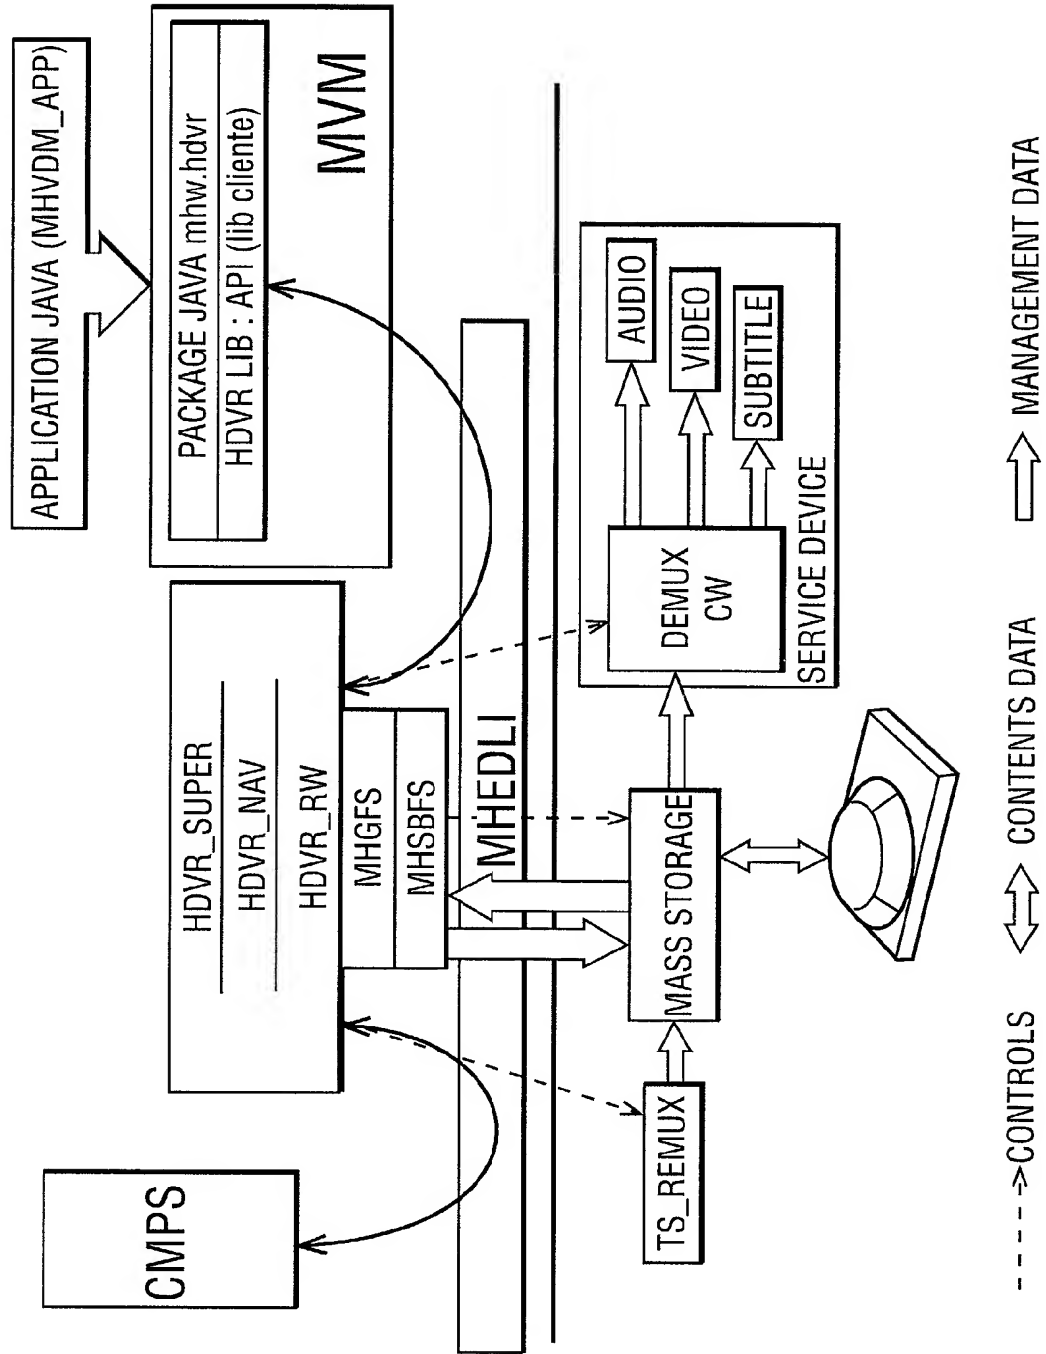 APPLICATION JAVA (MHVDM_APP)
PACKAGE JAVA mhw.hdvr
HDVR LIB : API (lib cliente)
MVM
HDVR_SUPER
HDVR_NAV
HDVR_RW
MHGFS
MHSBFS
CMPS
MHEDLI
TS_REMUX
MASS STORAGE
DEMUX
CW
AUDIO
VIDEO
SUBTITLE
SERVICE DEVICE
CONTROLS
CONTENTS DATA
MANAGEMENT DATA